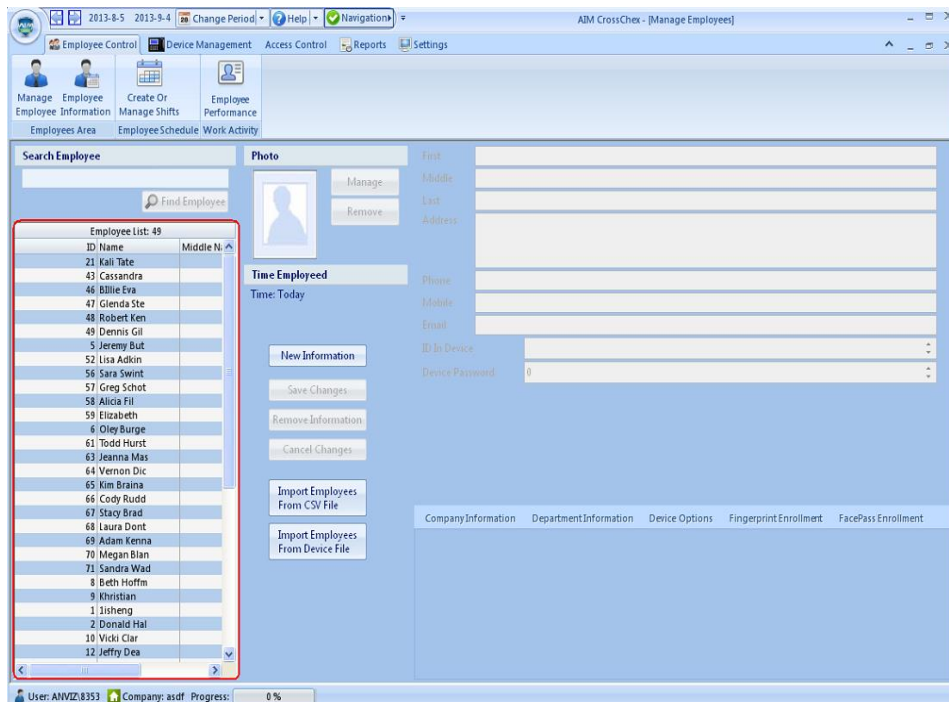 AIM
2013-8-5 2013-9-4 28 Change Period Help Navigation AIM CrossChex - [Manage Employees]
Employee Control Device Management Access Control Reports Settings
Manage Employee
Employee Information
Create Or Manage Shifts
Employee Performance
Employees Area Employee Schedule Work Activity
Search Employee
Find Employee
Employee List: 49
ID Name Middle Na
21 Kali Tate
43 Cassandra
46 BIllie Eva
47 Glenda Ste
48 Robert Ken
49 Dennis Gil
5 Jeremy But
52 Lisa Adkin
56 Sara Swint
57 Greg Schot
58 Alicia Fil
59 Elizabeth
6 Oley Burge
61 Todd Hurst
63 Jeanna Mas
64 Vernon Dic
65 Kim Braina
66 Cody Rudd
67 Stacy Brad
68 Laura Dont
69 Adam Kenna
70 Megan Blan
71 Sandra Wad
8 Beth Hoffm
9 Khristian
1 1isheng
2 Donald Hal
10 Vicki Clar
12 Jeffry Dea
Photo
Manage
Remove
Time Employeed
Time: Today
New Information
Save Changes
Remove Information
Cancel Changes
Import Employees
From CSV File
Import Employees
From Device File
First
Middle
Last
Address
Phone
Mobile
Email
ID In Device
Device Password 0
Company Information Department Information Device Options Fingerprint Enrollment FacePass Enrollment
User: ANVIZ\8353 Company: asdf Progress: 0 %